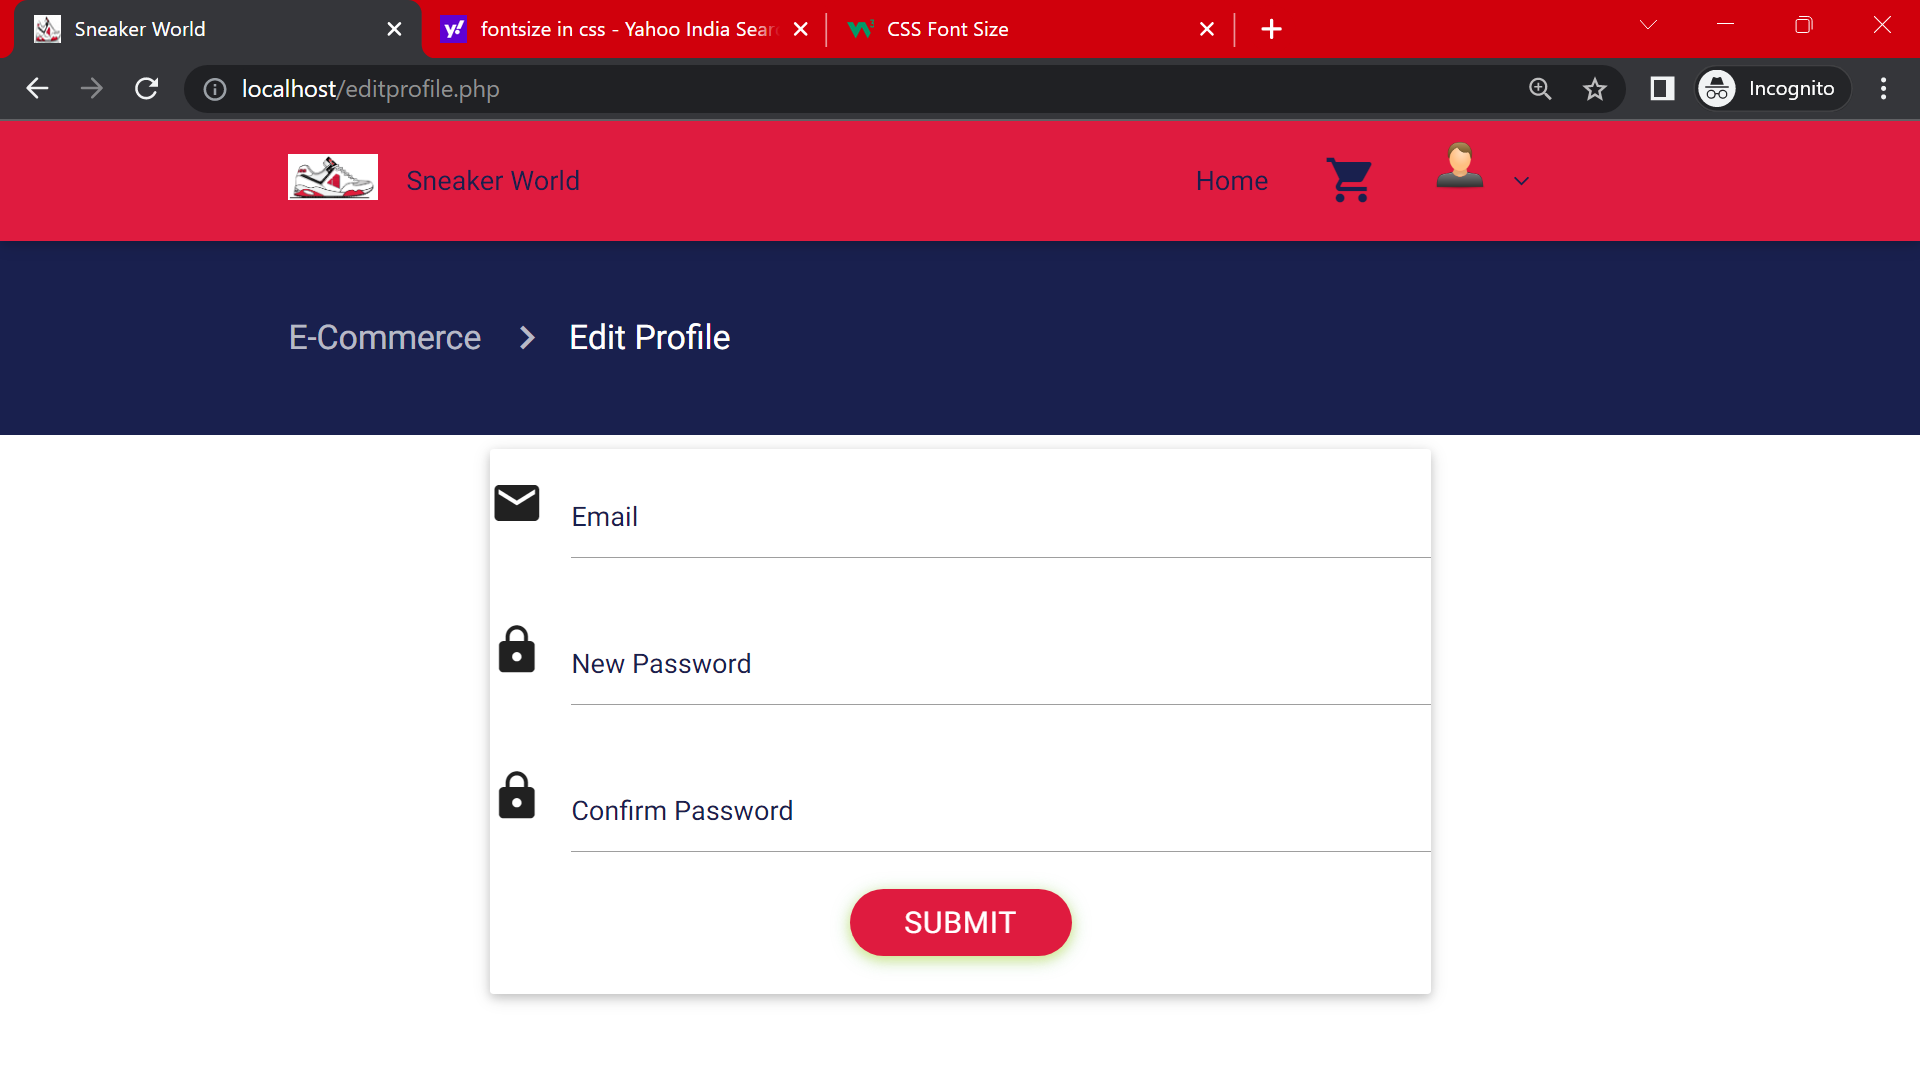 Sneaker World
fontsize in css - Yahoo India Sear
CSS Font Size
localhost/editprofile.php
Incognito
Sneaker World
Home
E-Commerce
Edit Profile
Email
New Password
Confirm Password
SUBMIT